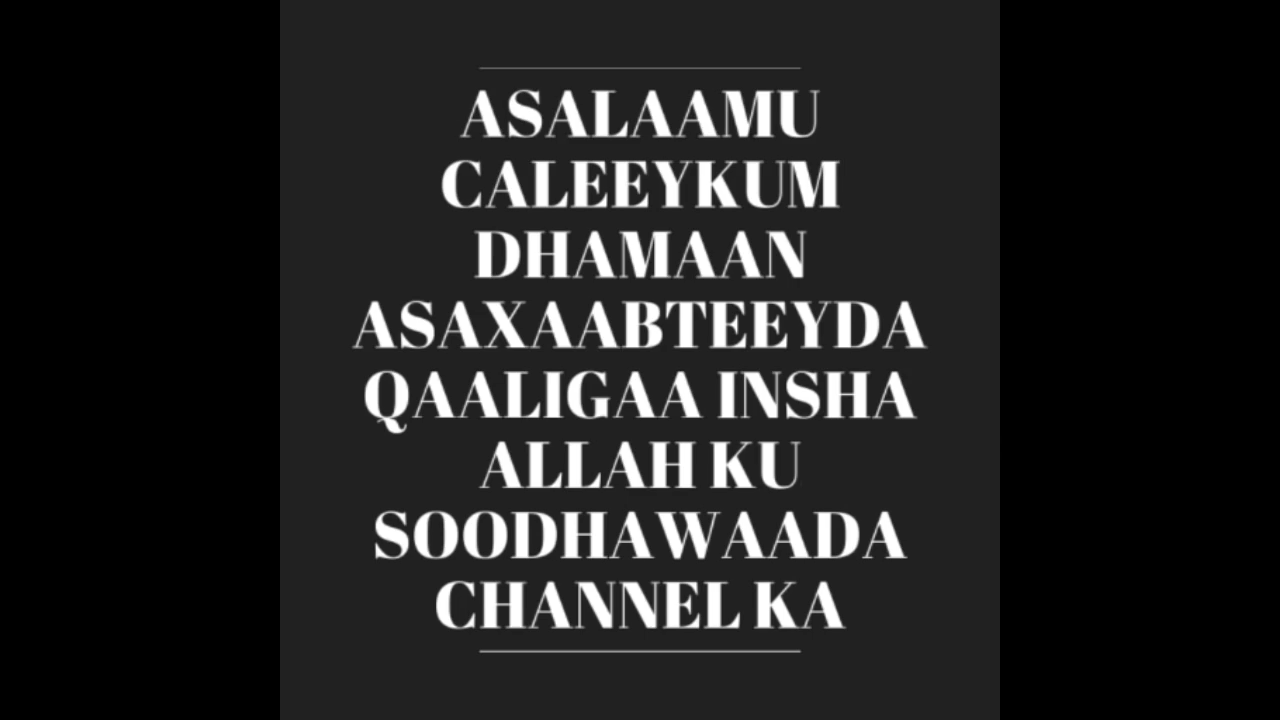 ASALAAMU
CALEEYKUM
DHAMAAN
ASAXAABTEEYDA
QAALIGAA INSHA
ALLAH KU
SOODHAWAADA
CHANNEL KA